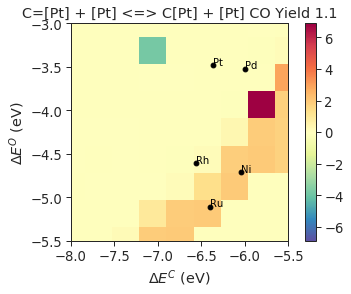 C=[Pt] + [Pt] <=> C[Pt] + [Pt] CO Yield 1.1
−3.0
−3.5
−4.0
−4.5
−5.0
−5.5
ΔE^O (eV)
Pt
Pd
Rh
Ni
Ru
−8.0 −7.5 −7.0 −6.5 −6.0 −5.5
ΔE^C (eV)
6
4
2
0
−2
−4
−6